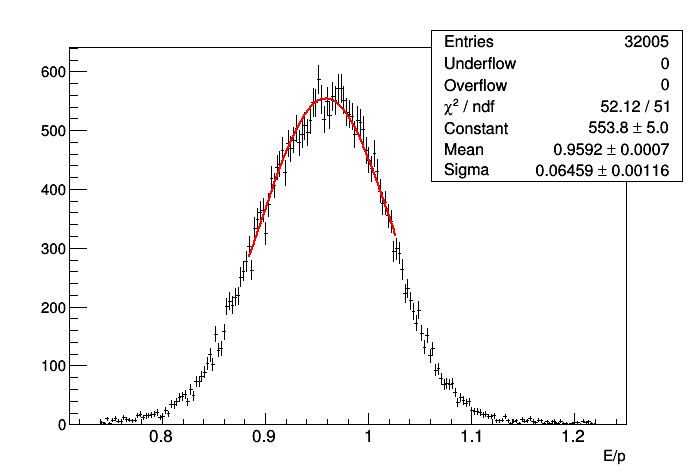 Entries 32005
Underflow 0
Overflow 0
χ² / ndf 52.12 / 51
Constant 553.8 ± 5.0
Mean 0.9592 ± 0.0007
Sigma 0.06459 ± 0.00116
600
500
400
300
200
100
0
0.8 0.9 1 1.1 1.2
E/p